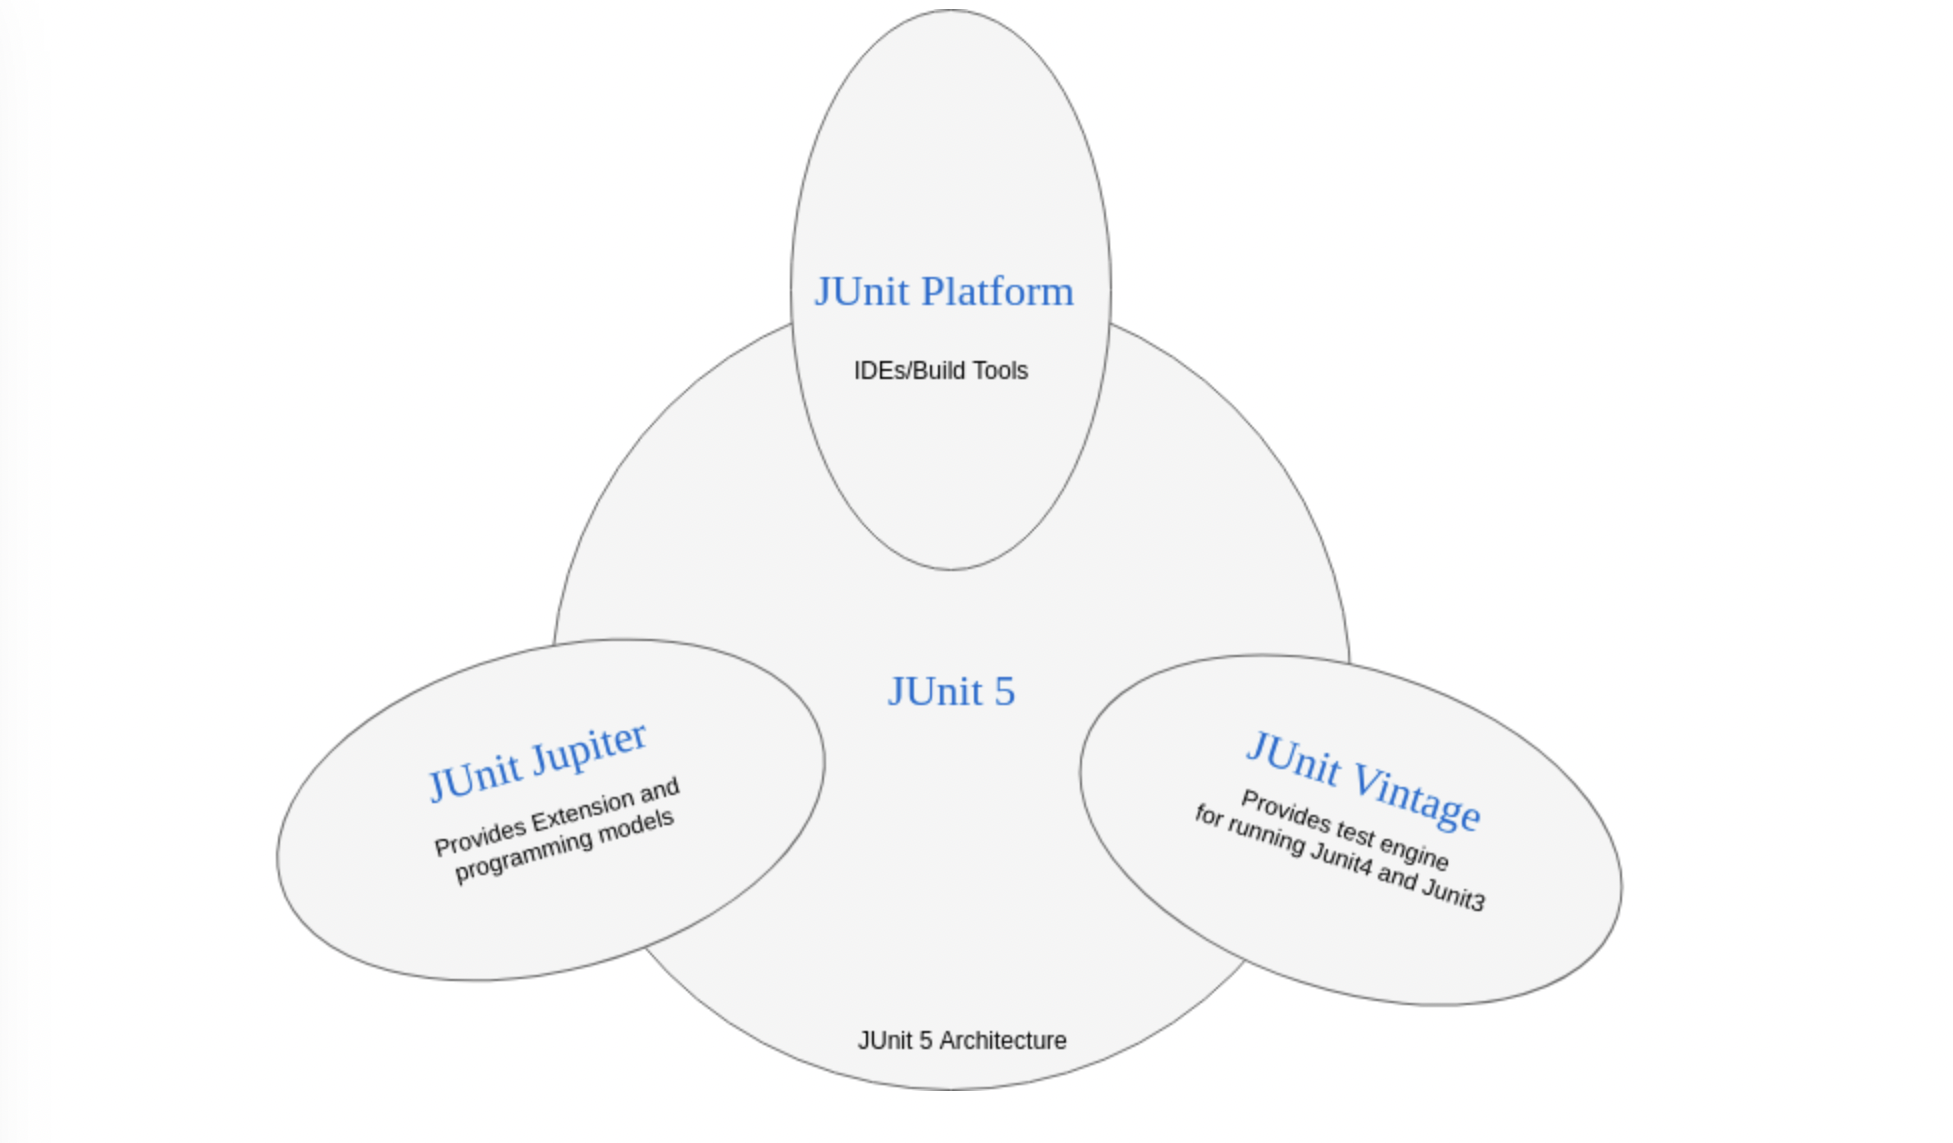 JUnit Platform
IDEs/Build Tools
JUnit 5
JUnit Jupiter
Provides Extension and
programming models
JUnit Vintage
Provides test engine
for running Junit4 and Junit3
JUnit 5 Architecture